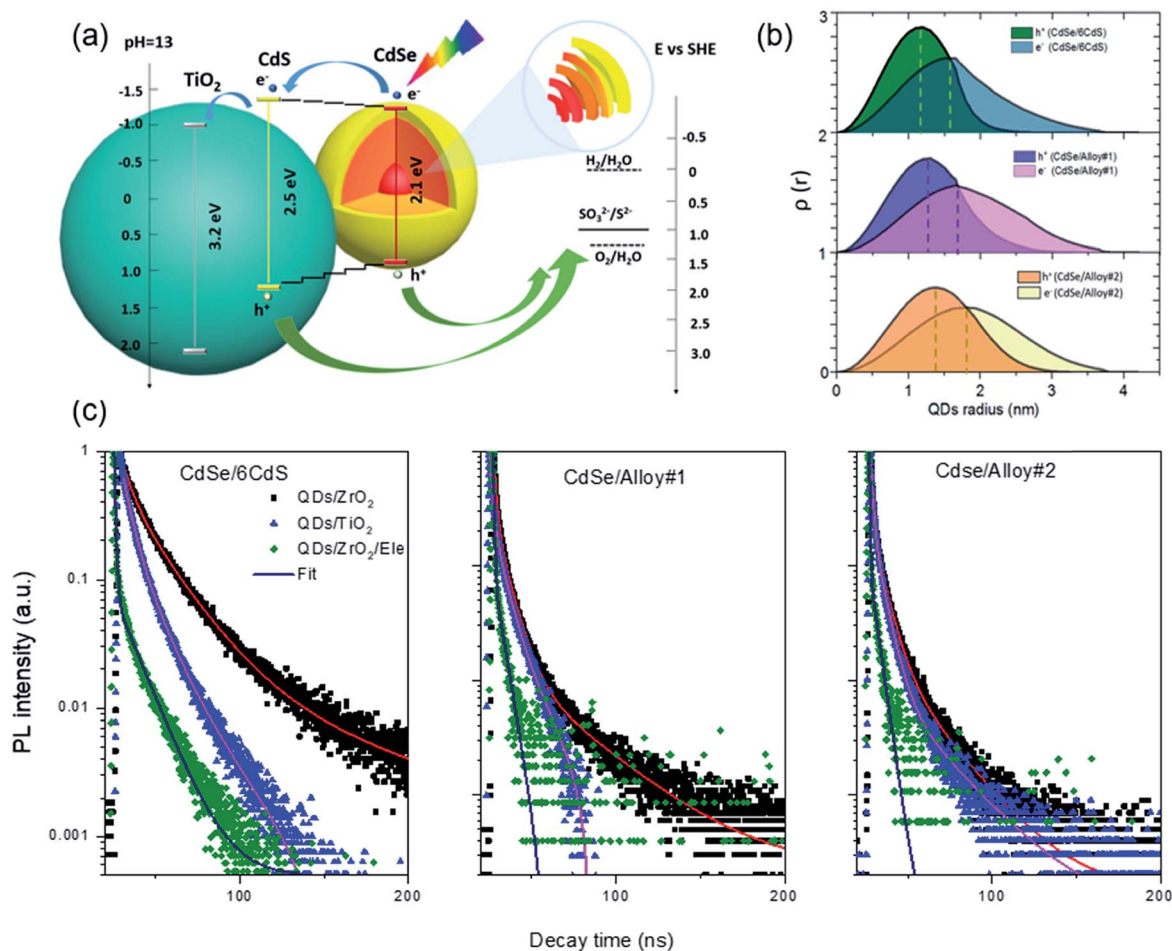 (a)
pH=13
CdS
CdSe
E vs SHE
TiO₂
e⁻
e⁻
-1.5
-1.0
-0.5
0
0.5
1.0
1.5
2.0
3.2 eV
2.5 eV
2.1 eV
h⁺
h⁺
H₂/H₂O
SO₃²⁻/S²⁻
O₂/H₂O
-0.5
0
0.5
1.0
1.5
2.0
2.5
3.0
(b)
h⁺ (CdSe/6CdS)
e⁻ (CdSe/6CdS)
h⁺ (CdSe/Alloy#1)
e⁻ (CdSe/Alloy#1)
h⁺ (CdSe/Alloy#2)
e⁻ (CdSe/Alloy#2)
3
2
1
0
ρ (r)
0 1 2 3 4
QDs radius (nm)
(c)
CdSe/6CdS
QDs/ZrO₂
QDs/TiO₂
QDs/ZrO₂/Ele
Fit
CdSe/Alloy#1
Cdse/Alloy#2
1
0.1
0.01
0.001
PL intensity (a.u.)
100 200
100 200
100 200
Decay time (ns)